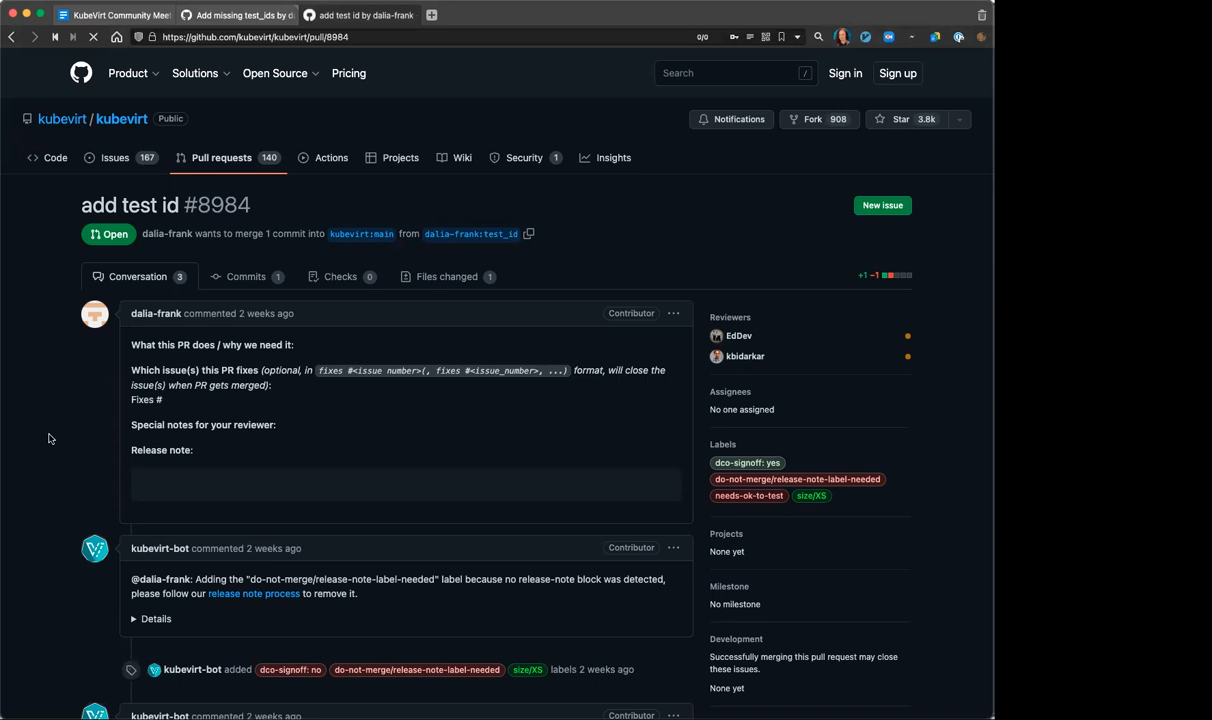 KubeVirt Community Meet
Add missing test_ids by d
add test id by dalia-frank
https://github.com/kubevirt/kubevirt/pull/8984
0/0
Product
Solutions
Open Source
Pricing
Search
/
Sign in
Sign up
kubevirt / kubevirt
Public
Notifications
Fork 908
Star 3.8k
Code
Issues 167
Pull requests 140
Actions
Projects
Wiki
Security 1
Insights
add test id #8984
New issue
Open
dalia-frank wants to merge 1 commit into kubevirt:main from dalia-frank:test_id
Conversation 3
Commits 1
Checks 0
Files changed 1
+1 −1
dalia-frank commented 2 weeks ago
Contributor
What this PR does / why we need it:
Which issue(s) this PR fixes (optional, in fixes #<issue number>(, fixes #<issue_number>, ...) format, will close the
issue(s) when PR gets merged):
Fixes #
Special notes for your reviewer:
Release note:
Reviewers
EdDev
kbidarkar
Assignees
No one assigned
Labels
dco-signoff: yes
do-not-merge/release-note-label-needed
needs-ok-to-test size/XS
Projects
None yet
Milestone
No milestone
Development
Successfully merging this pull request may close
these issues.
None yet
kubevirt-bot commented 2 weeks ago
Contributor
@dalia-frank: Adding the "do-not-merge/release-note-label-needed" label because no release-note block was detected,
please follow our release note process to remove it.
Details
kubevirt-bot added dco-signoff: no do-not-merge/release-note-label-needed size/XS labels 2 weeks ago
kubevirt-bot commented 2 weeks ago
Contributor